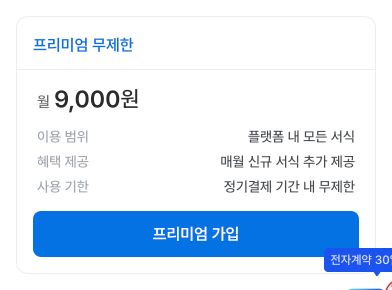 프리미엄 무제한
월 9,000원
이용 범위 플랫폼 내 모든 서식
혜택 제공 매월 신규 서식 추가 제공
사용 기한 정기결제 기간 내 무제한
프리미엄 가입
전자계약 30%